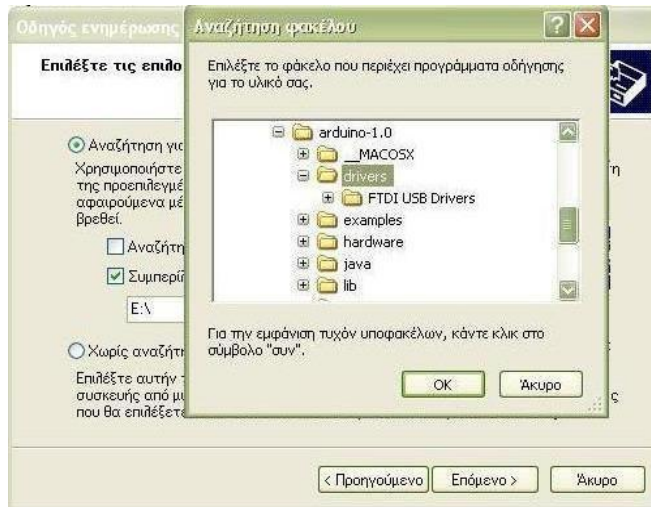 Οδηγός ενημέρωσης
Αναζήτηση φακέλου
Επιλέξτε τις επιλο
Επιλέξτε το φάκελο που περιέχει προγράμματα οδήγησης
για το υλικό σας.
arduino-1.0
__MACOSX
drivers
FTDI USB Drivers
examples
hardware
java
lib
Για την εμφάνιση τυχόν υποφακέλων, κάντε κλικ στο
σύμβολο "συν".
OK
Άκυρο
Αναζήτηση για
Χρησιμοποιήστε
της προεπιλεγμέ
αφαιρούμενα μέ
βρεθεί.
Αναζήτη
Συμπερίλ
E:\
Χωρίς αναζήτη
Επιλέξτε αυτήν
συσκευής από μι
που θα επιλέξετε
ς
< Προηγούμενο
Επόμενο >
Άκυρο